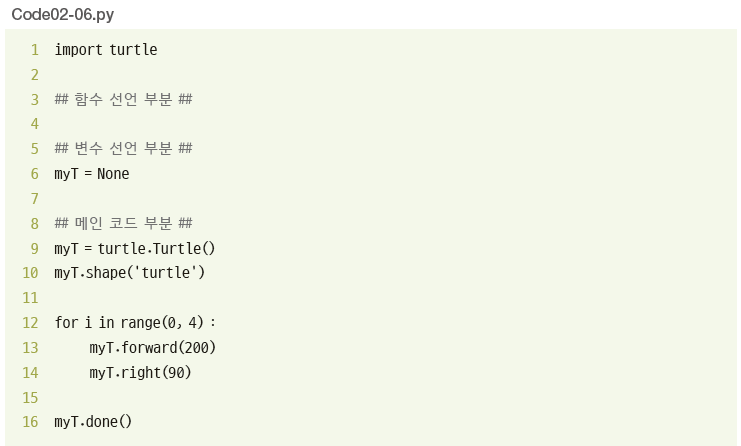 Code02-06.py
1 import turtle
2
3 ## 함수 선언 부분 ##
4
5 ## 변수 선언 부분 ##
6 myT = None
7
8 ## 메인 코드 부분 ##
9 myT = turtle.Turtle()
10 myT.shape('turtle')
11
12 for i in range(0, 4) :
13     myT.forward(200)
14     myT.right(90)
15
16 myT.done()